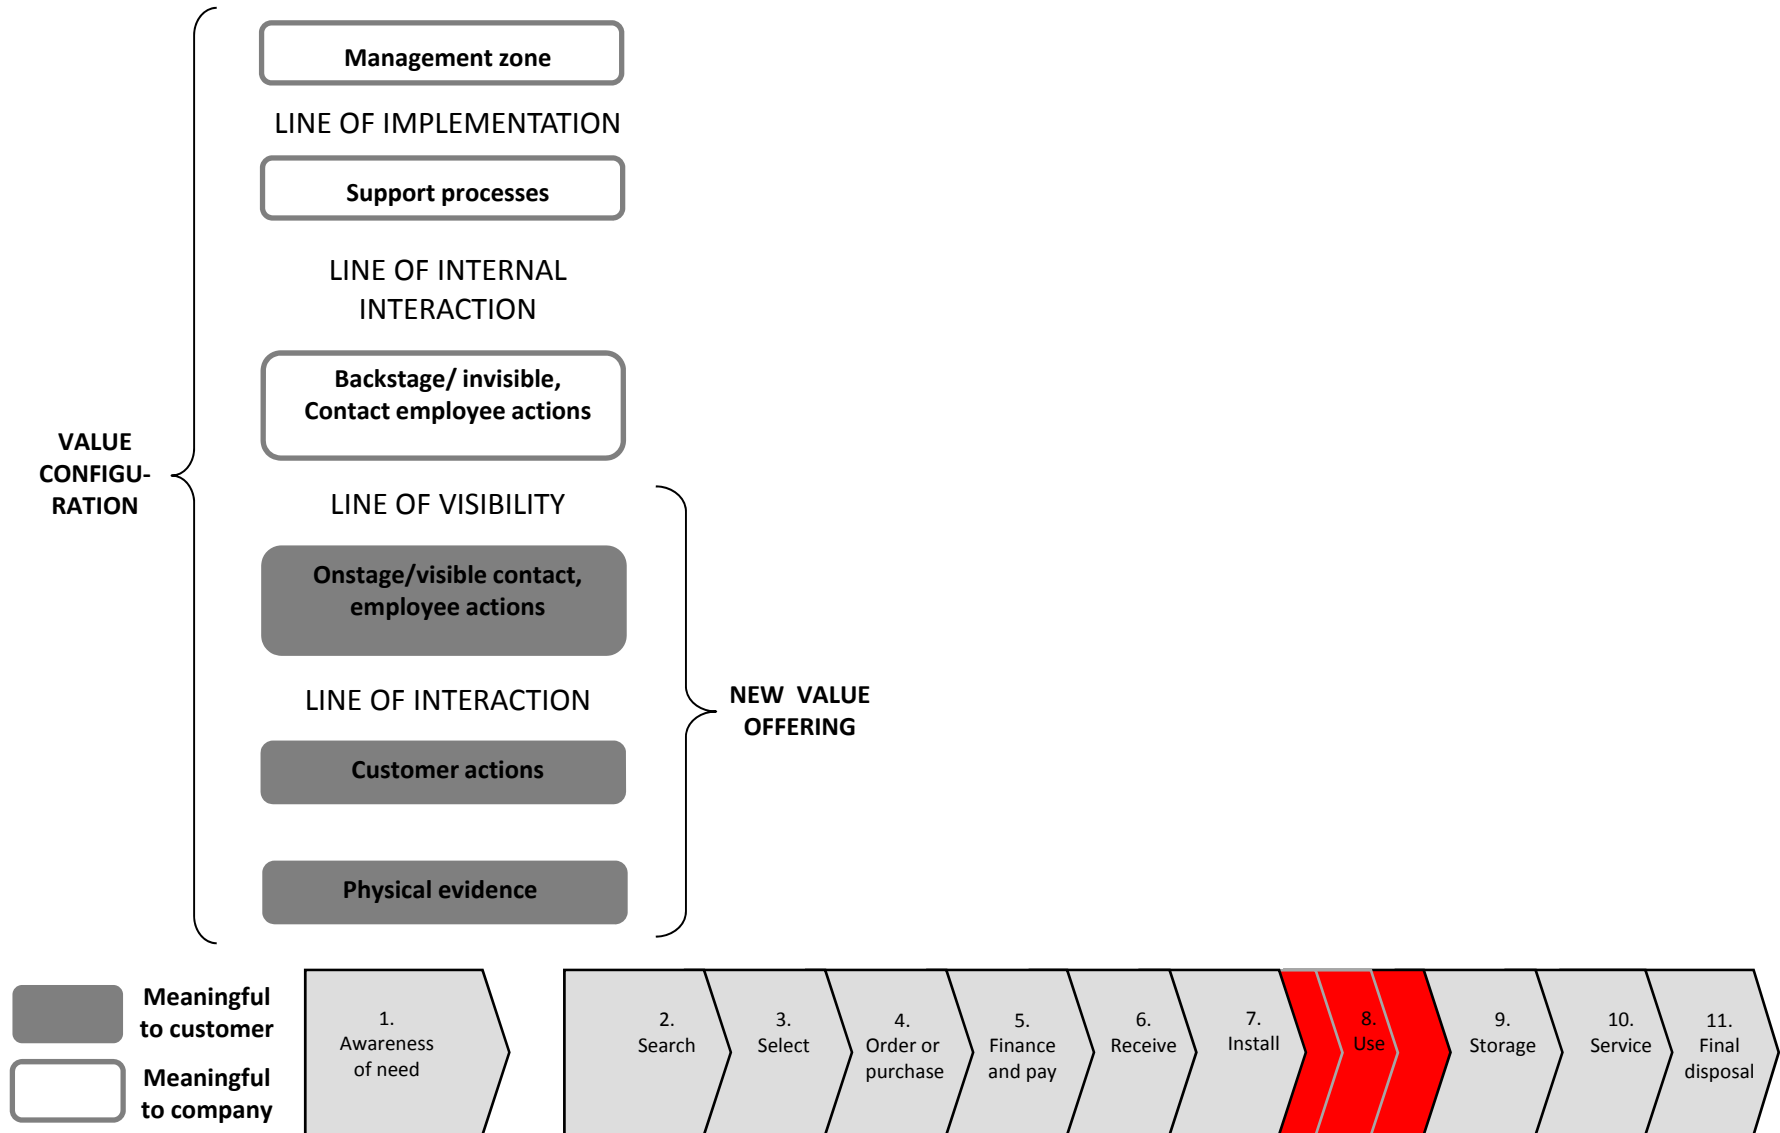 Management zone
LINE OF IMPLEMENTATION
Support processes
LINE OF INTERNAL
INTERACTION
Backstage/ invisible,
Contact employee actions
VALUE
CONFIGU-
RATION
LINE OF VISIBILITY
Onstage/visible contact,
employee actions
LINE OF INTERACTION
NEW VALUE
OFFERING
Customer actions
Physical evidence
Meaningful
to customer
Meaningful
to company
1.
Awareness
of need
2.
Search
3.
Select
4.
Order or
purchase
5.
Finance
and pay
6.
Receive
7.
Install
8.
Use
9.
Storage
10.
Service
11.
Final
disposal